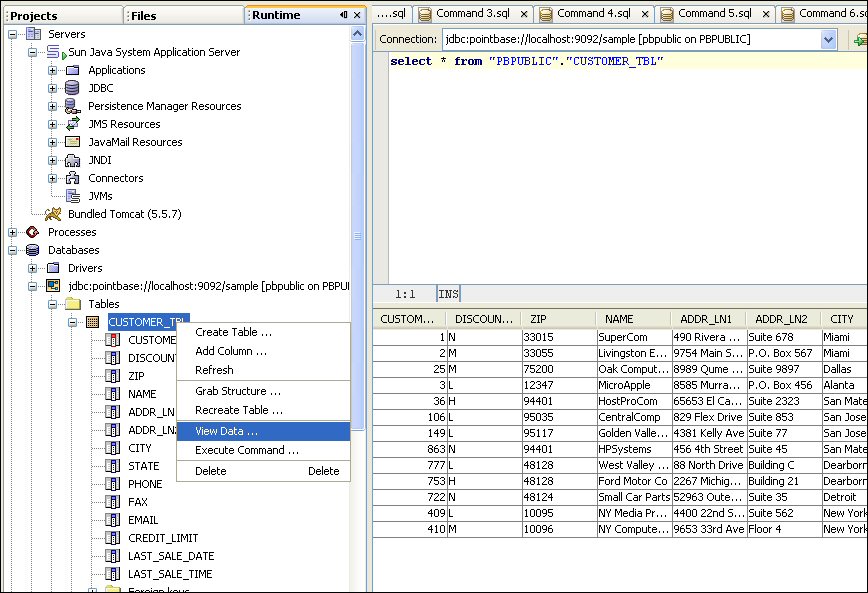 Projects
Files
Runtime
Servers
Sun Java System Application Server
Applications
JDBC
Persistence Manager Resources
JMS Resources
JavaMail Resources
JNDI
Connectors
JVMs
Bundled Tomcat (5.5.7)
Processes
Databases
Drivers
jdbc:pointbase://localhost:9092/sample [pbpublic on PBPUI
Tables
CUSTOMER_TBL
CUSTOME
DISCOUN
ZIP
NAME
ADDR_LN
ADDR_LN
CITY
STATE
PHONE
FAX
EMAIL
CREDIT_LIMIT
LAST_SALE_DATE
LAST_SALE_TIME
Foreign keys
Create Table ...
Add Column ...
Refresh
Grab Structure ...
Recreate Table ...
View Data ...
Execute Command ...
Delete Delete
....sql Command 3.sql Command 4.sql Command 5.sql Command 6.s
Connection: jdbc:pointbase://localhost:9092/sample [pbpublic on PBPUBLIC]
select * from "PBPUBLIC"."CUSTOMER_TBL"
1:1 INS
CUSTOM... DISCOUN... ZIP NAME ADDR_LN1 ADDR_LN2 CITY
1 N 33015 SuperCom 490 Rivera ... Suite 678 Miami
2 M 33055 Livingston E... 9754 Main S... P.O. Box 567 Miami
25 M 75200 Oak Comput... 8989 Qume ... Suite 9897 Dallas
3 L 12347 MicroApple 8585 Murra... P.O. Box 456 Alanta
36 H 94401 HostProCom 65653 El Ca... Suite 2323 San Mate
106 L 95035 CentralComp 829 Flex Drive Suite 853 San Jose
149 L 95117 Golden Valle... 4381 Kelly Ave Suite 77 San Jose
863 N 94401 HPSystems 456 4th Street Suite 45 San Mate
777 L 48128 West Valley ... 88 North Drive Building C Dearborn
753 H 48128 Ford Motor Co 2267 Michig... Building 21 Dearborn
722 N 48124 Small Car Parts 52963 Oute... Suite 35 Detroit
409 L 10095 NY Media Pr... 4400 22nd S... Suite 562 New York
410 M 10096 NY Compute... 9653 33rd Ave Floor 4 New York